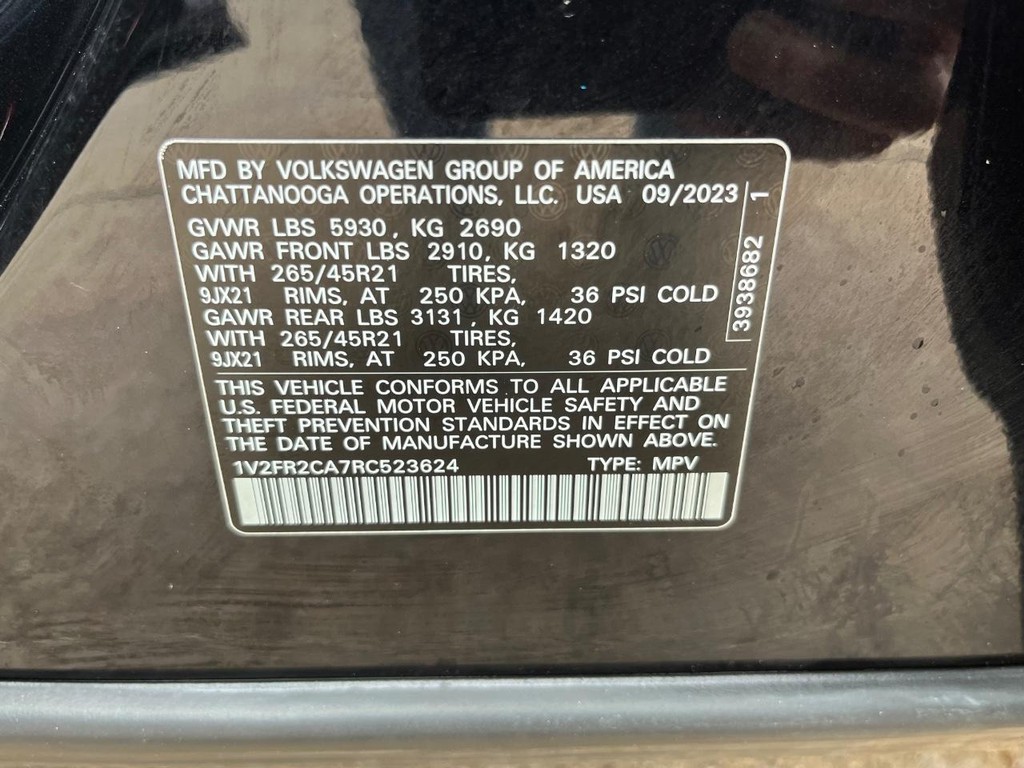 MFD BY VOLKSWAGEN GROUP OF AMERICA
CHATTANOOGA OPERATIONS, LLC. USA 09/2023
GVWR LBS 5930, KG 2690
GAWR FRONT LBS 2910, KG 1320
WITH 265/45R21 TIRES,
9JX21 RIMS, AT 250 KPA, 36 PSI COLD
GAWR REAR LBS 3131, KG 1420
WITH 265/45R21 TIRES,
9JX21 RIMS, AT 250 KPA, 36 PSI COLD
3938682 1
THIS VEHICLE CONFORMS TO ALL APPLICABLE
U.S. FEDERAL MOTOR VEHICLE SAFETY AND
THEFT PREVENTION STANDARDS IN EFFECT ON
THE DATE OF MANUFACTURE SHOWN ABOVE.
1V2FR2CA7RC523624 TYPE: MPV